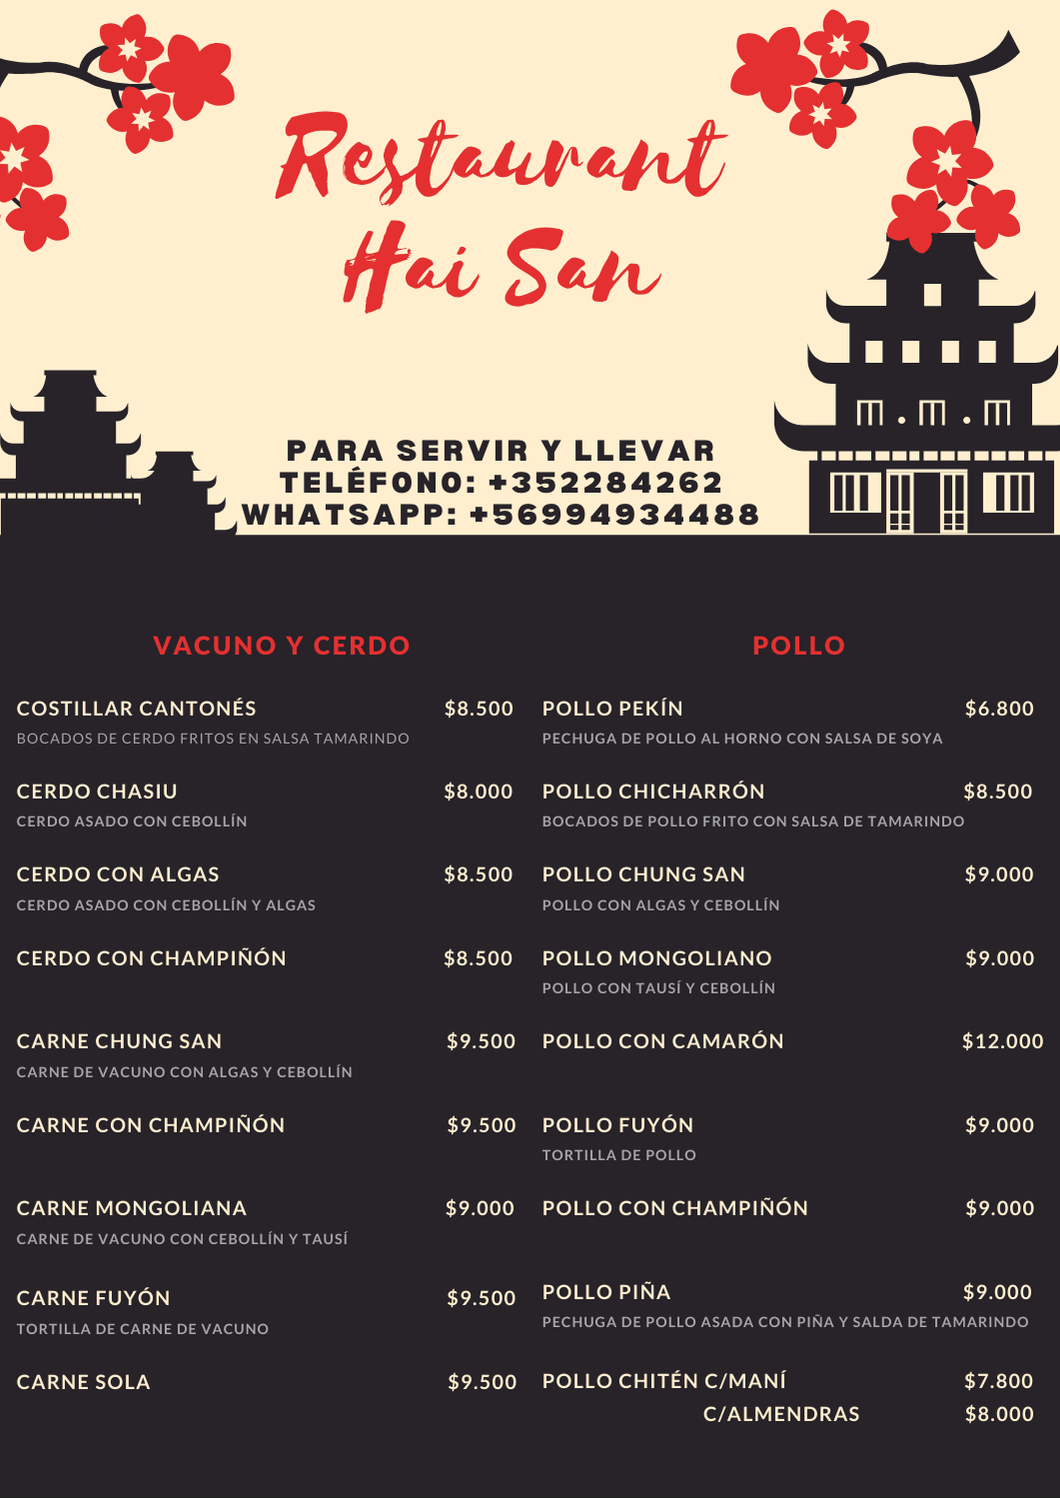 Restaurant
Hai San
PARA SERVIR Y LLEVAR
TELÉFONO: +352284262
WHATSAPP: +56994934488
VACUNO Y CERDO
COSTILLAR CANTONÉS $8.500
BOCADOS DE CERDO FRITOS EN SALSA TAMARINDO
CERDO CHASIU $8.000
CERDO ASADO CON CEBOLLÍN
CERDO CON ALGAS $8.500
CERDO ASADO CON CEBOLLÍN Y ALGAS
CERDO CON CHAMPIÑÓN $8.500
CARNE CHUNG SAN $9.500
CARNE DE VACUNO CON ALGAS Y CEBOLLÍN
CARNE CON CHAMPIÑÓN $9.500
CARNE MONGOLIANA $9.000
CARNE DE VACUNO CON CEBOLLÍN Y TAUSÍ
CARNE FUYÓN $9.500
TORTILLA DE CARNE DE VACUNO
CARNE SOLA $9.500
POLLO
POLLO PEKÍN $6.800
PECHUGA DE POLLO AL HORNO CON SALSA DE SOYA
POLLO CHICHARRÓN $8.500
BOCADOS DE POLLO FRITO CON SALSA DE TAMARINDO
POLLO CHUNG SAN $9.000
POLLO CON ALGAS Y CEBOLLÍN
POLLO MONGOLIANO $9.000
POLLO CON TAUSÍ Y CEBOLLÍN
POLLO CON CAMARÓN $12.000
POLLO FUYÓN $9.000
TORTILLA DE POLLO
POLLO CON CHAMPIÑÓN $9.000
POLLO PIÑA $9.000
PECHUGA DE POLLO ASADA CON PIÑA Y SALDA DE TAMARINDO
POLLO CHITÉN C/MANÍ $7.800
C/ALMENDRAS $8.000